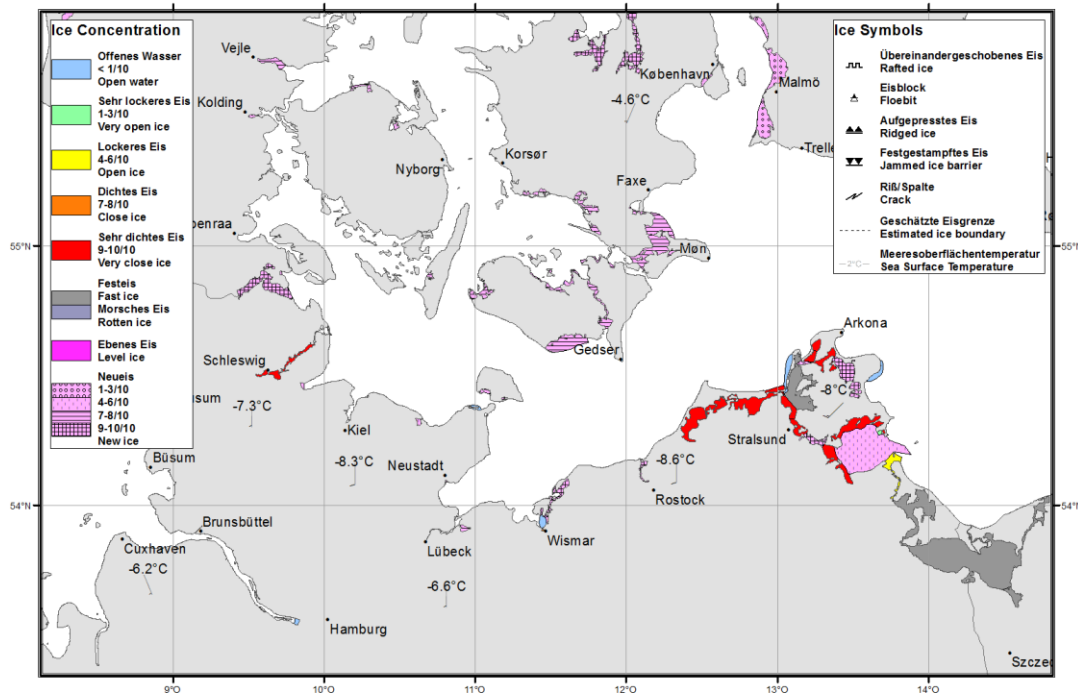 Ice Concentration
Offenes Wasser
< 1/10
Open water
Sehr lockeres Eis
1-3/10
Very open ice
Lockeres Eis
4-6/10
Open ice
Dichtes Eis
7-8/10
Close ice
Sehr dichtes Eis
9-10/10
Very close ice
Festeis
Fast ice
Morsches Eis
Rotten ice
Ebenes Eis
Level ice
Neueis
1-3/10
4-6/10
7-8/10
9-10/10
New ice
Ice Symbols
Übereinandergeschobenes Eis
Rafted ice
Eisblock
Floebit
Aufgepresstes Eis
Ridged ice
Festgestampftes Eis
Jammed ice barrier
Riß/Spalte
Crack
Geschätzte Eisgrenze
Estimated ice boundary
Meeresoberflächentemperatur
-2°C
Sea Surface Temperature
Vejle
København
-4.6°C
Malmö
Kolding
Trelle
Nyborg
Korsør
Faxe
benraa
55°N
Møn
55°N
Arkona
Schleswig
Gedser
-8°C
usum
-7.3°C
Kiel
Stralsund
Büsum
-8.3°C
Neustadt
-8.6°C
Rostock
54°N
54°N
Brunsbüttel
Wismar
Cuxhaven
Lübeck
-6.2°C
-6.6°C
Hamburg
Szcze
9°O
10°O
11°O
12°O
13°O
14°O